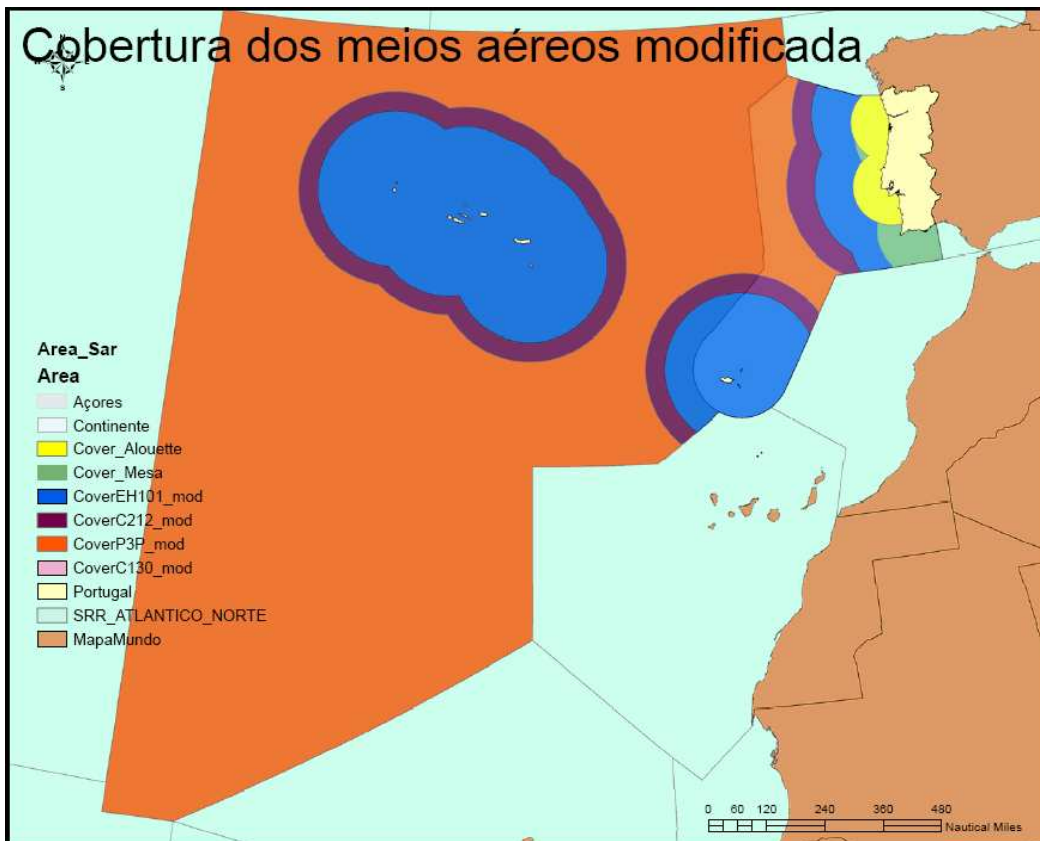 Cobertura dos meios aéreos modificada
S
Area_Sar
Area
Açores
Continente
Cover_Alouette
Cover_Mesa
CoverEH101_mod
CoverC212_mod
CoverP3P_mod
CoverC130_mod
Portugal
SRR_ATLANTICO_NORTE
MapaMundo
0 60 120 240 360 480
Nautical Miles